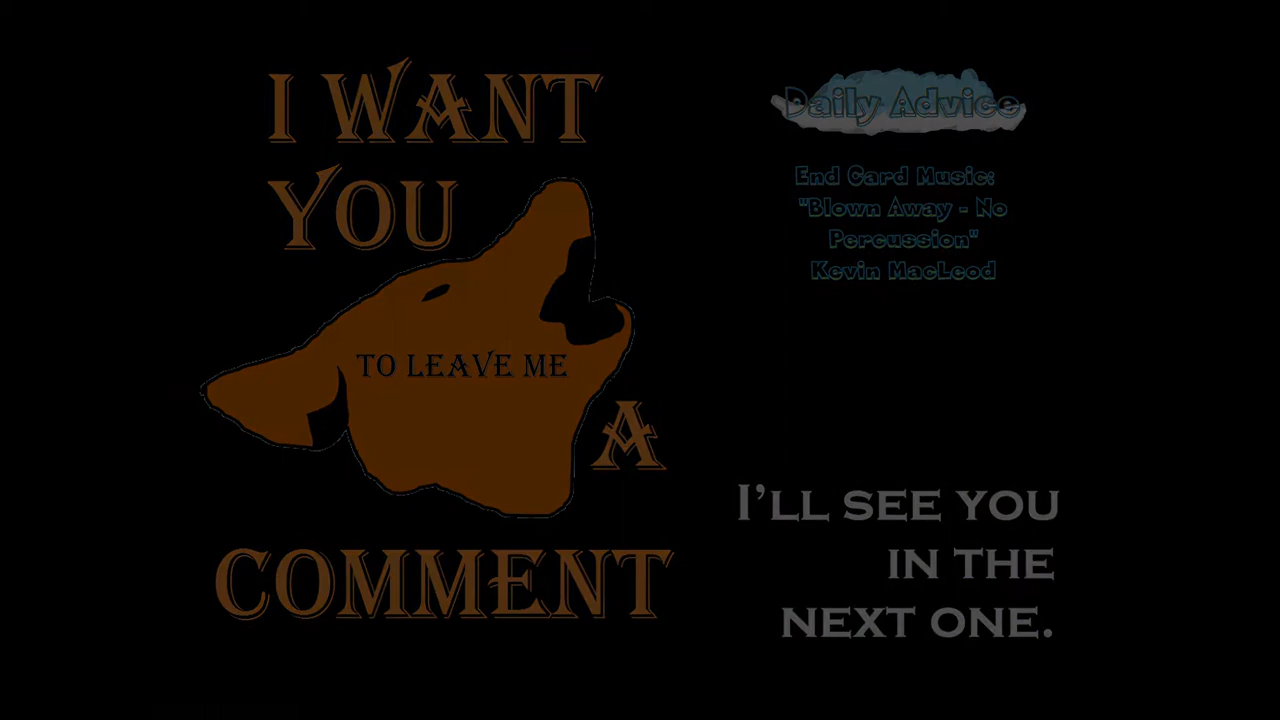 I WANT
YOU
TO LEAVE ME
A
COMMENT
Daily Advice
End Card Music:
"Blown Away - No
Percussion"
Kevin MacLeod
I'LL SEE YOU
IN THE
NEXT ONE.